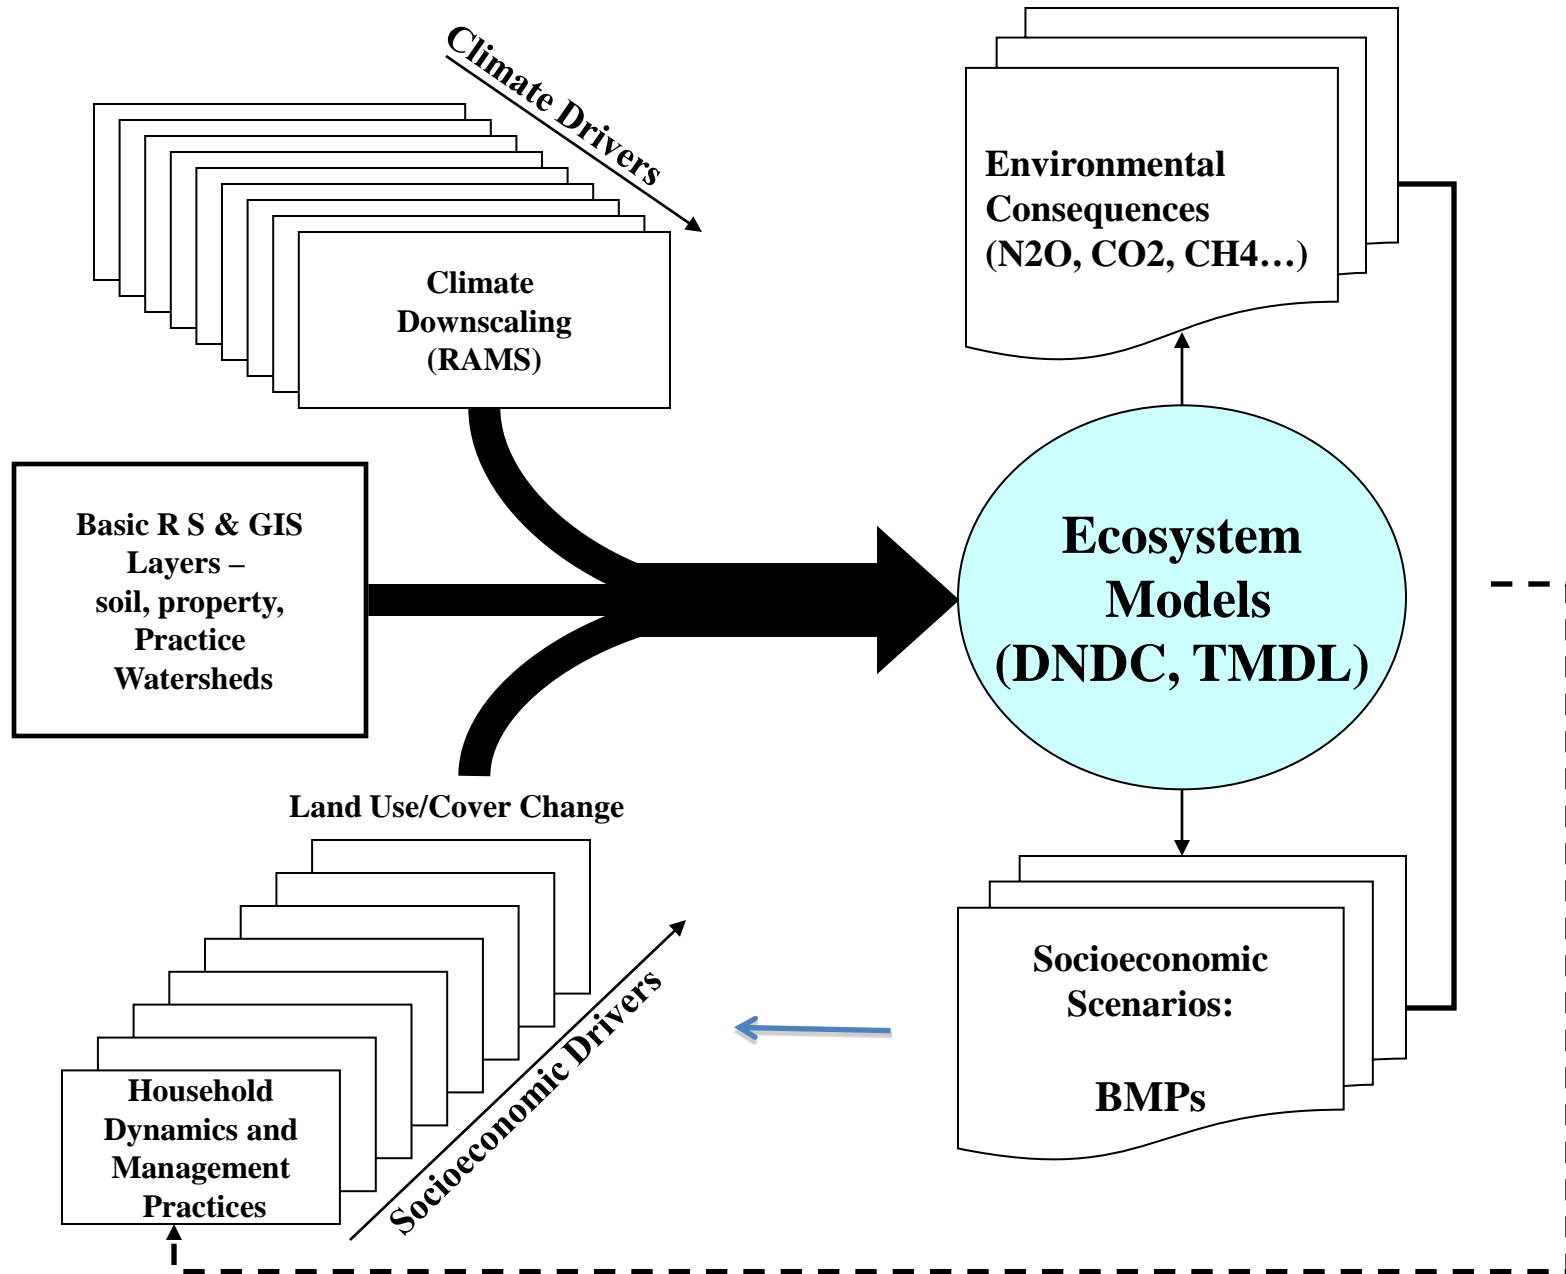 Climate Drivers
Climate
Downscaling
(RAMS)
Environmental
Consequences
(N2O, CO2, CH4…)
Basic R S & GIS
Layers –
soil, property,
Practice
Watersheds
Ecosystem
Models
(DNDC, TMDL)
Land Use/Cover Change
Household
Dynamics and
Management
Practices
Socioeconomic Drivers
Socioeconomic
Scenarios:
BMPs